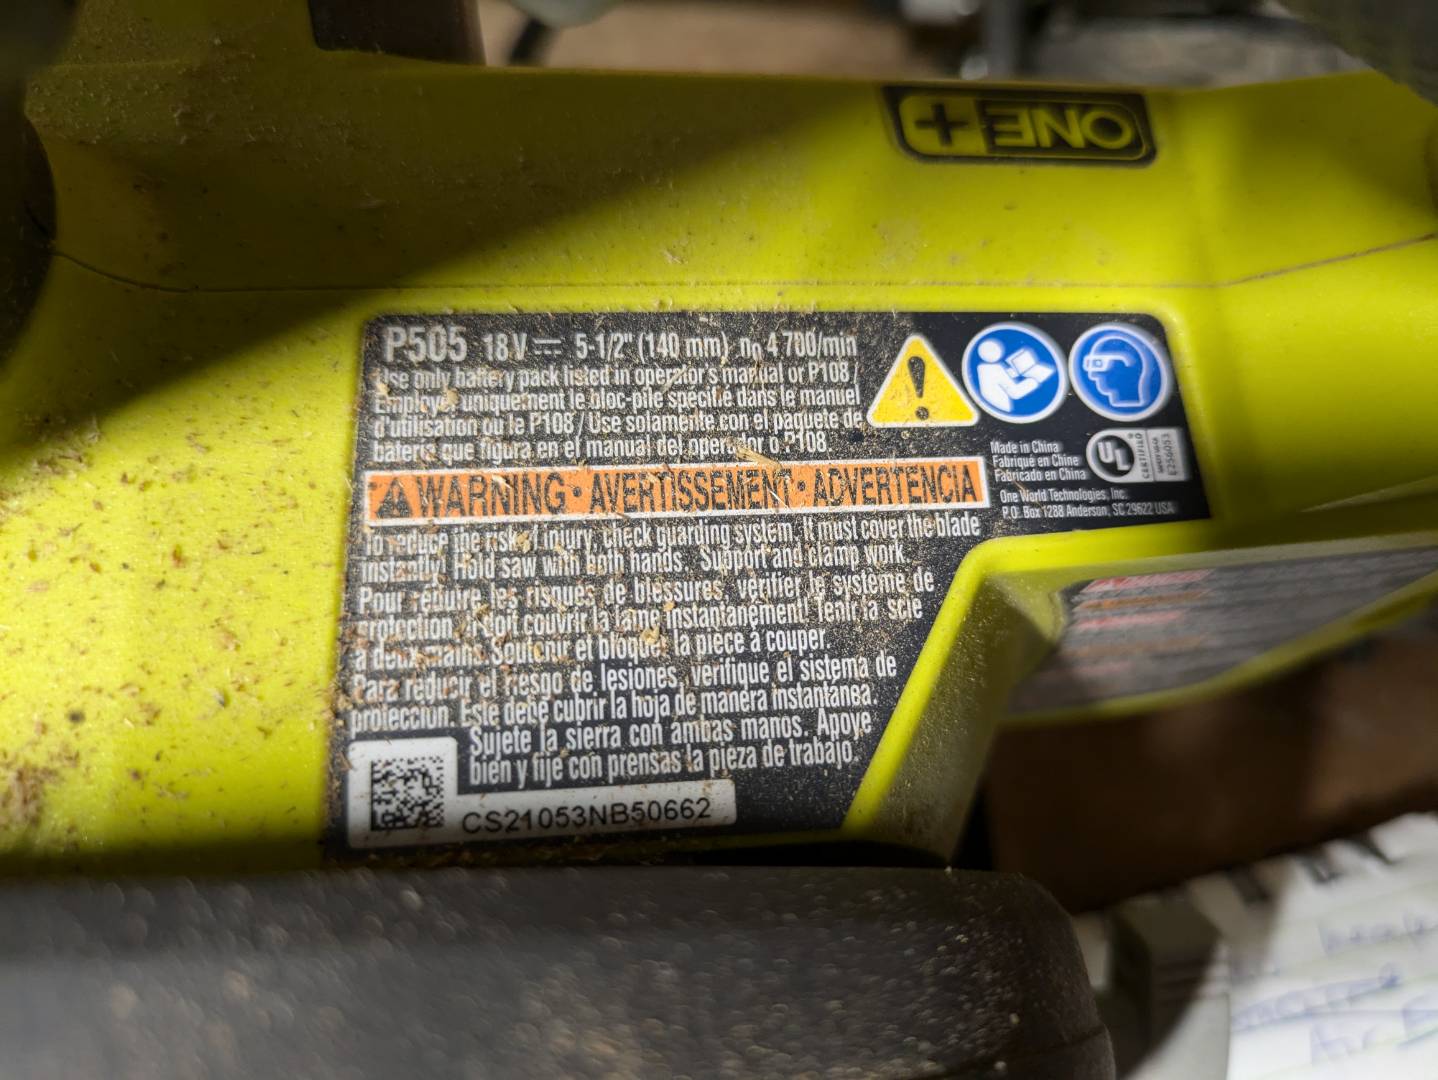 ONE+
P505 18V 5-1/2" (140 mm) n₀ 4 700/min
Use only battery pack listed in operator's manual or P108 /
Employer uniquement le bloc-pile spécifié dans le manuel
d'utilisation ou le P108 / Use solamente con el paquete de
batería que figura en el manual del operador o P108.
WARNING · AVERTISSEMENT · ADVERTENCIA
To reduce the risk of injury, check guarding system. It must cover the blade
instantly! Hold saw with both hands. Support and clamp work.
Pour réduire les risques de blessures, vérifier le système de
protection. Il doit couvrir la lame instantanément! Tenir la scie
à deux mains. Soutenir et bloquer la pièce à couper.
Para reducir el riesgo de lesiones, verifique el sistema de
protección. Este debe cubrir la hoja de manera instantánea.
Sujete la sierra con ambas manos. Apoye
bien y fije con prensas la pieza de trabajo.
CS21053NB50662
Made in China
Fabriqué en Chine
Fabricado en China
One World Technologies, Inc.
P.O. Box 1288 Anderson, SC 29622 USA
UL
CERTIFIED
E256053
Air